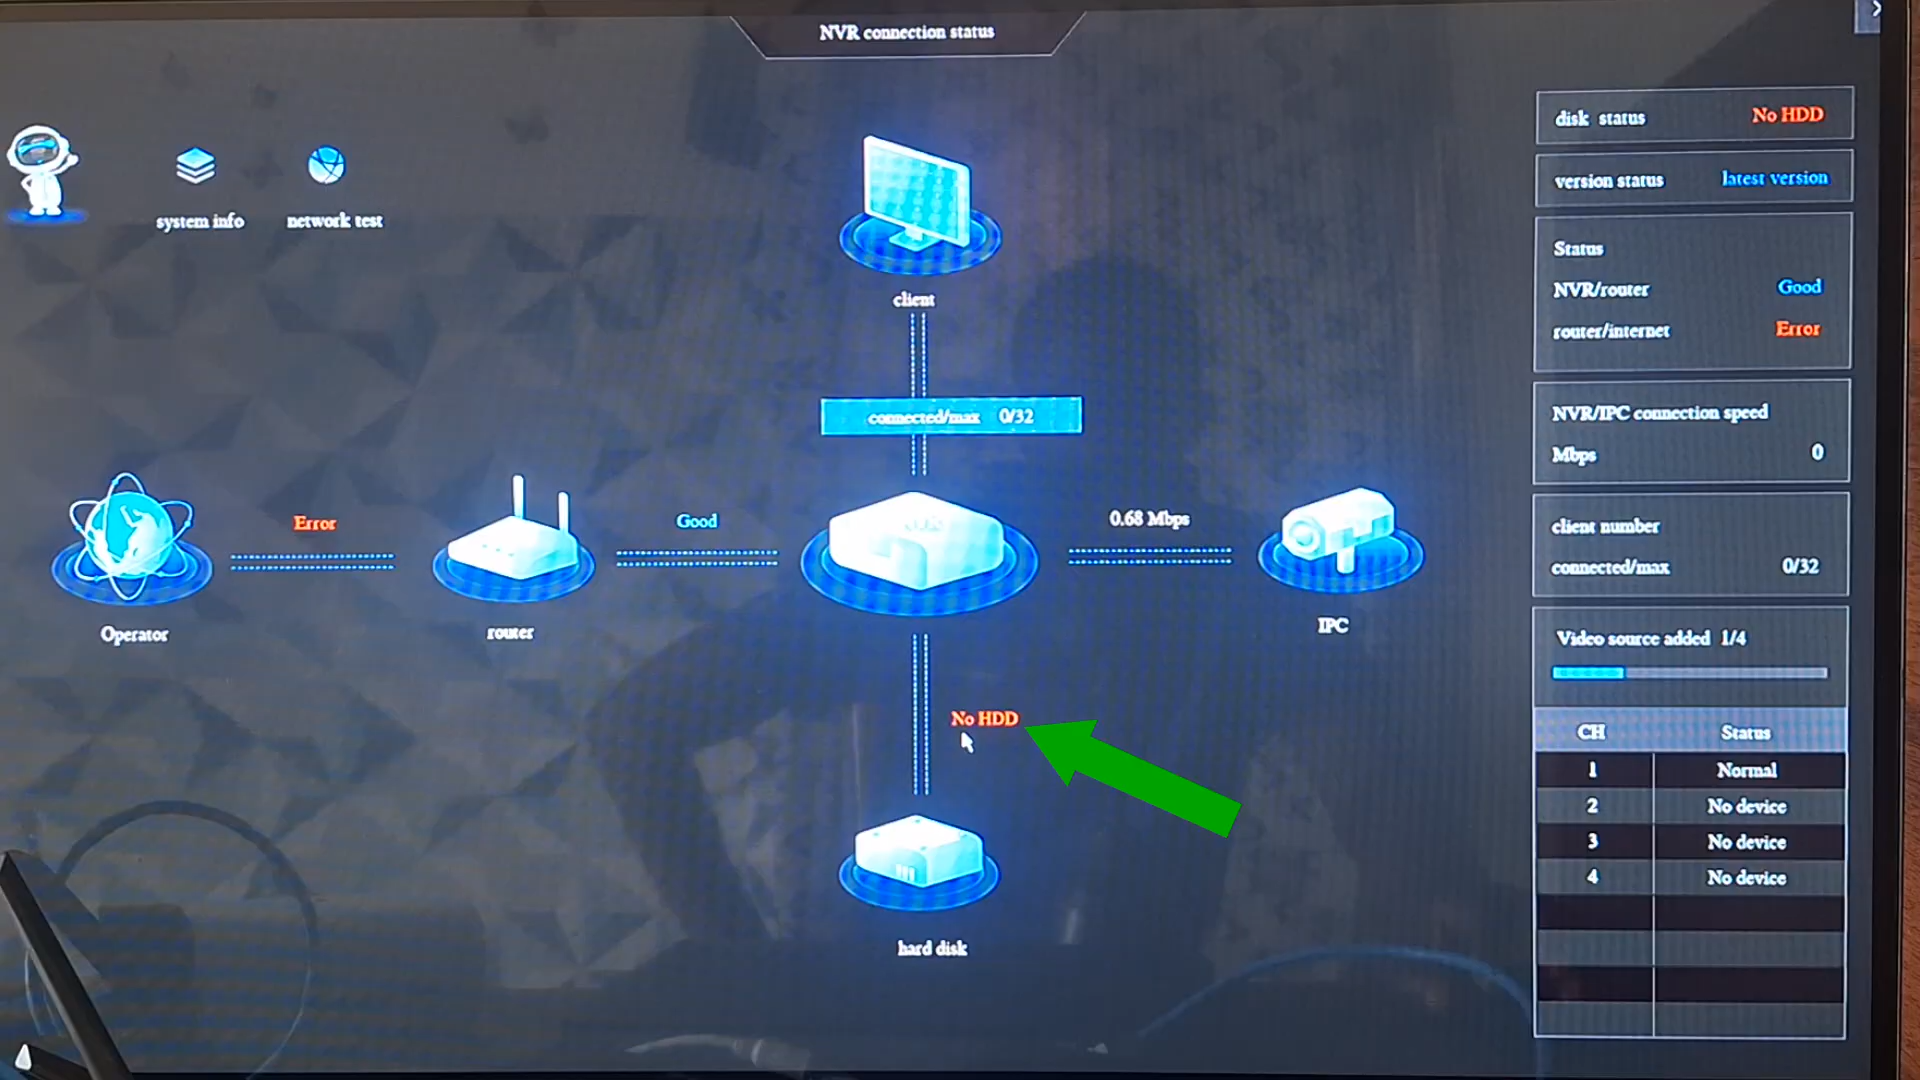 NVR connection status
system info
network test
client
connected/max 0/32
Error
Good
0.68 Mbps
Operator
router
IPC
No HDD
hard disk
disk status No HDD
version status latest version
Status
NVR/router Good
router/internet Error
NVR/IPC connection speed
Mbps 0
client number
connected/max 0/32
Video source added 1/4
CH Status
1 Normal
2 No device
3 No device
4 No device